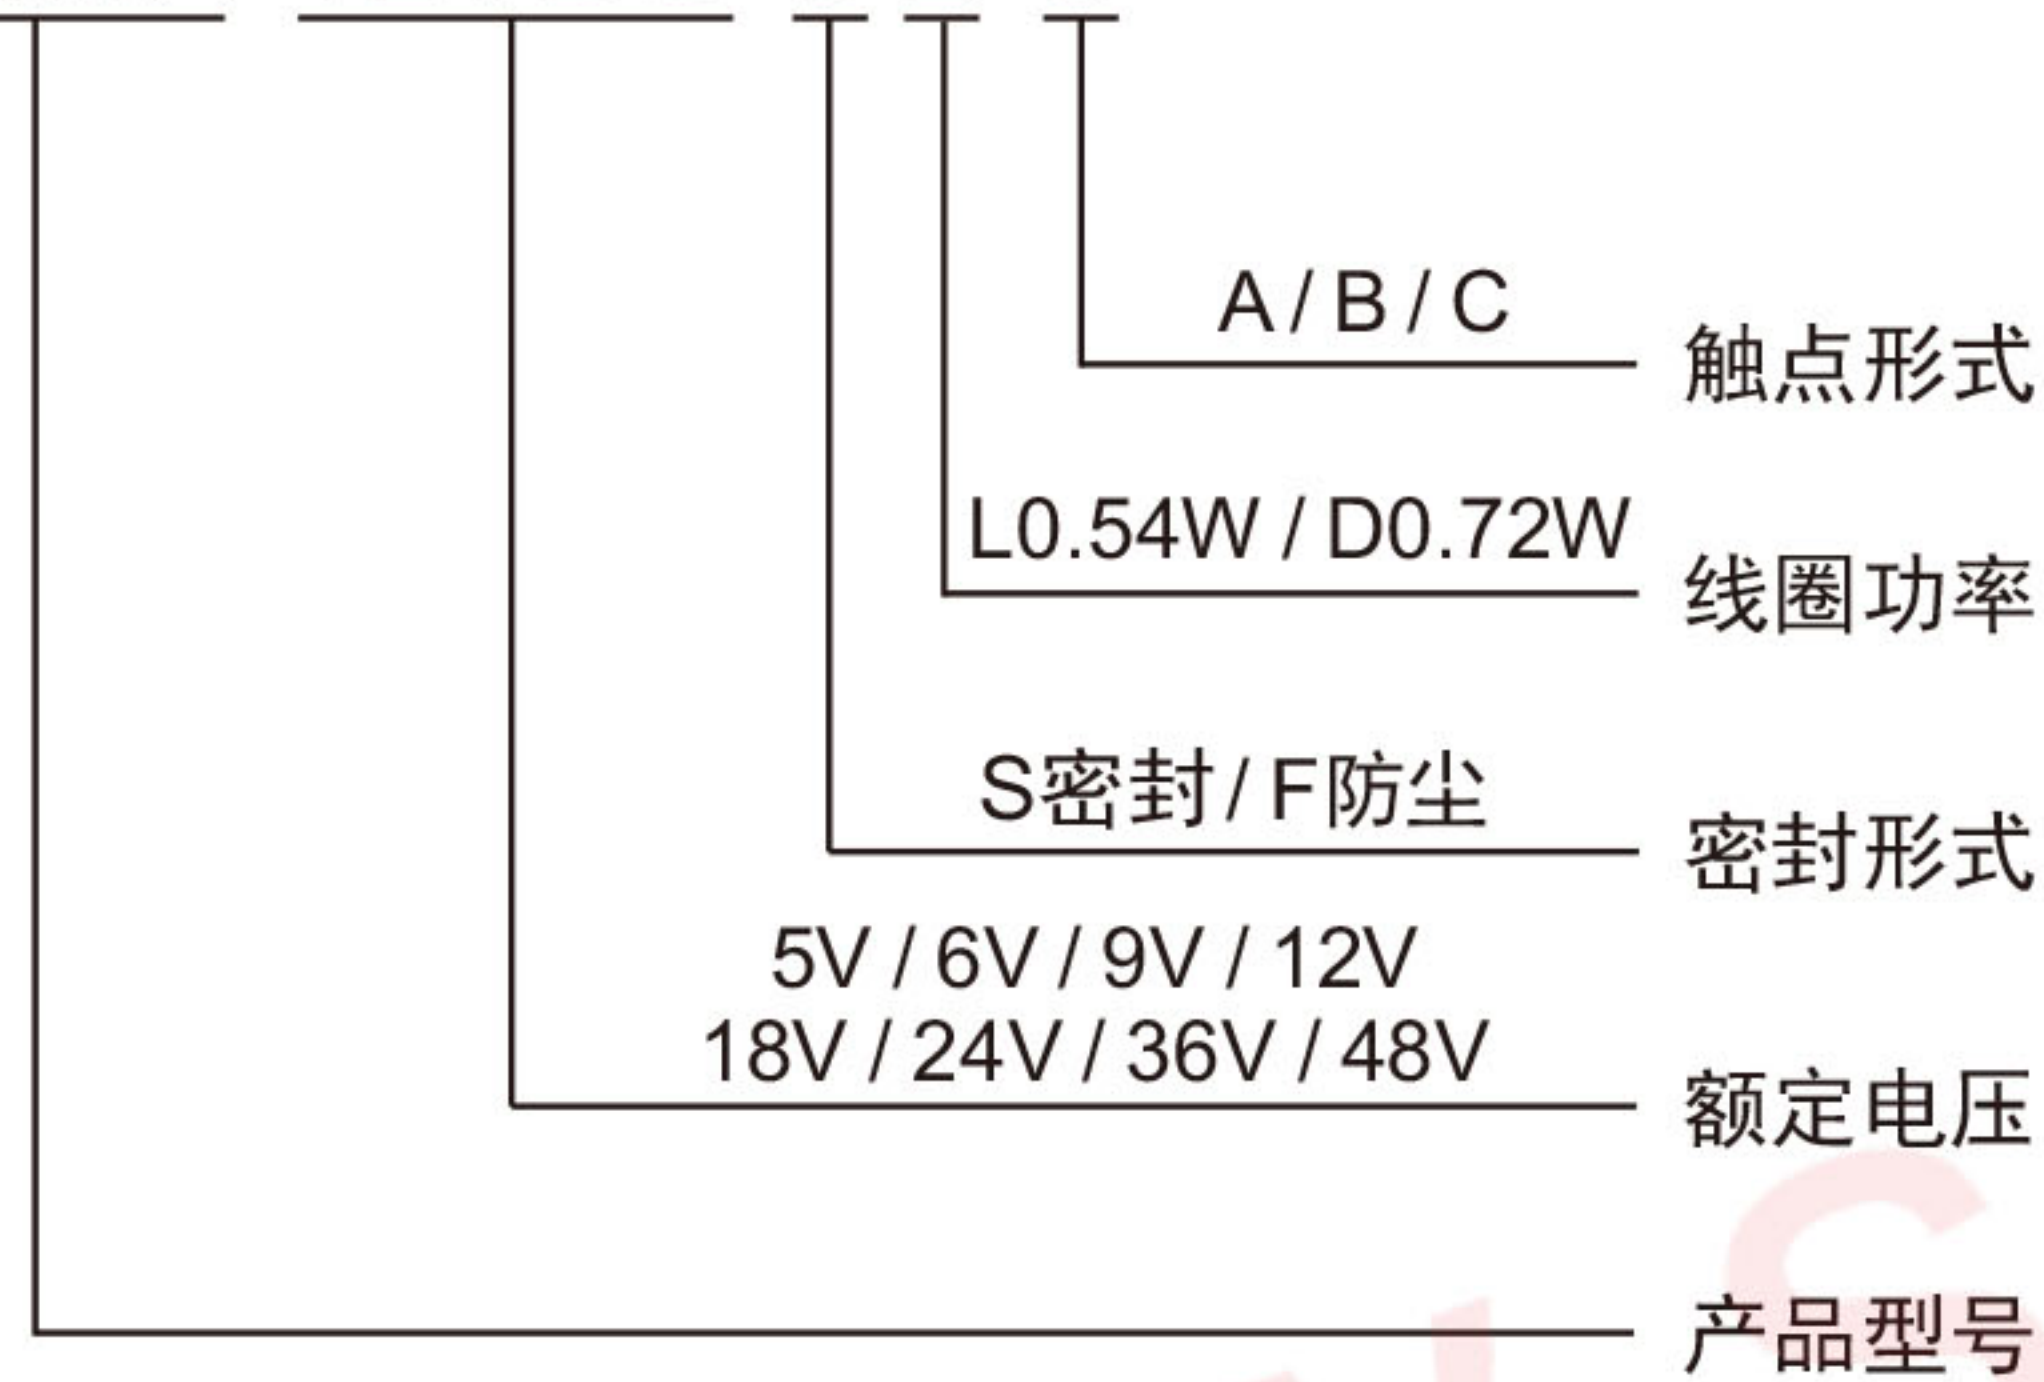 A / B / C
触点形式
L0.54W / D0.72W
线圈功率
S密封 / F防尘
密封形式
5V / 6V / 9V / 12V
18V / 24V / 36V / 48V
额定电压
产品型号